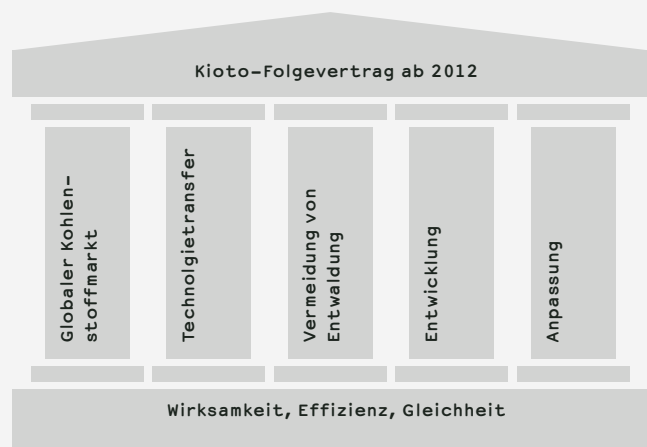 Kioto-Folgevertrag ab 2012
Globaler Kohlen-
stoffmarkt
Technolgietransfer
Vermeidung von
Entwaldung
Entwicklung
Anpassung
Wirksamkeit, Effizienz, Gleichheit